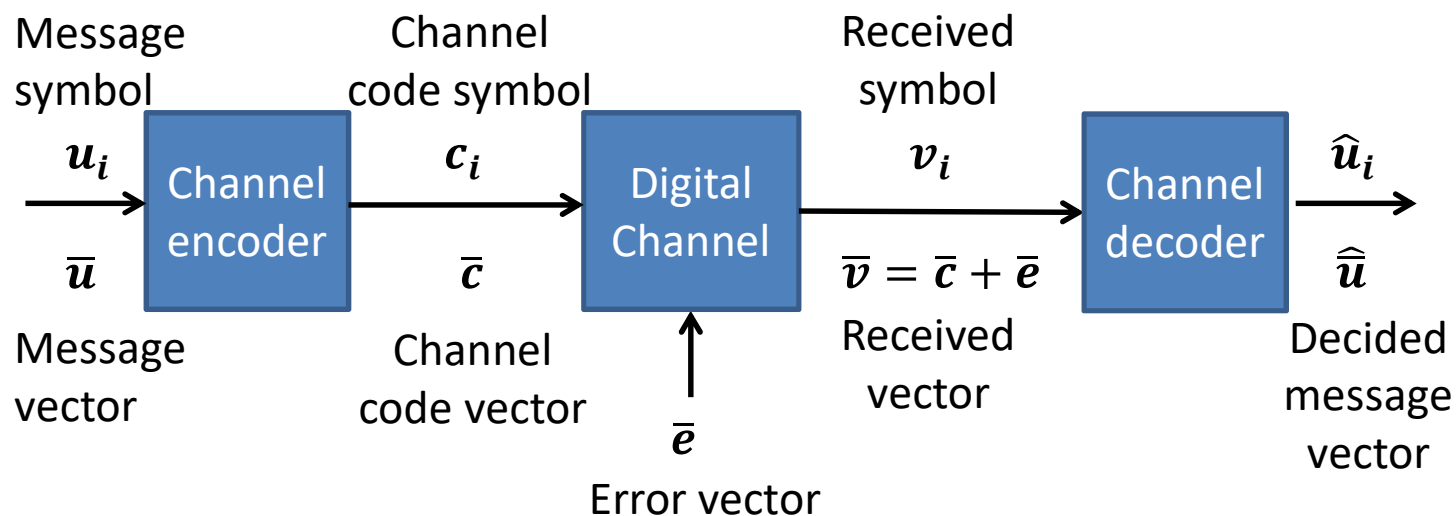 Message
symbol
Channel
code symbol
Received
symbol
u_i
Channel
encoder
c_i
Digital
Channel
v_i
Channel
decoder
û_i
u̅
c̅
v̅ = c̅ + e̅
u̅̂
Message
vector
Channel
code vector
e̅
Error vector
Received
vector
Decided
message
vector